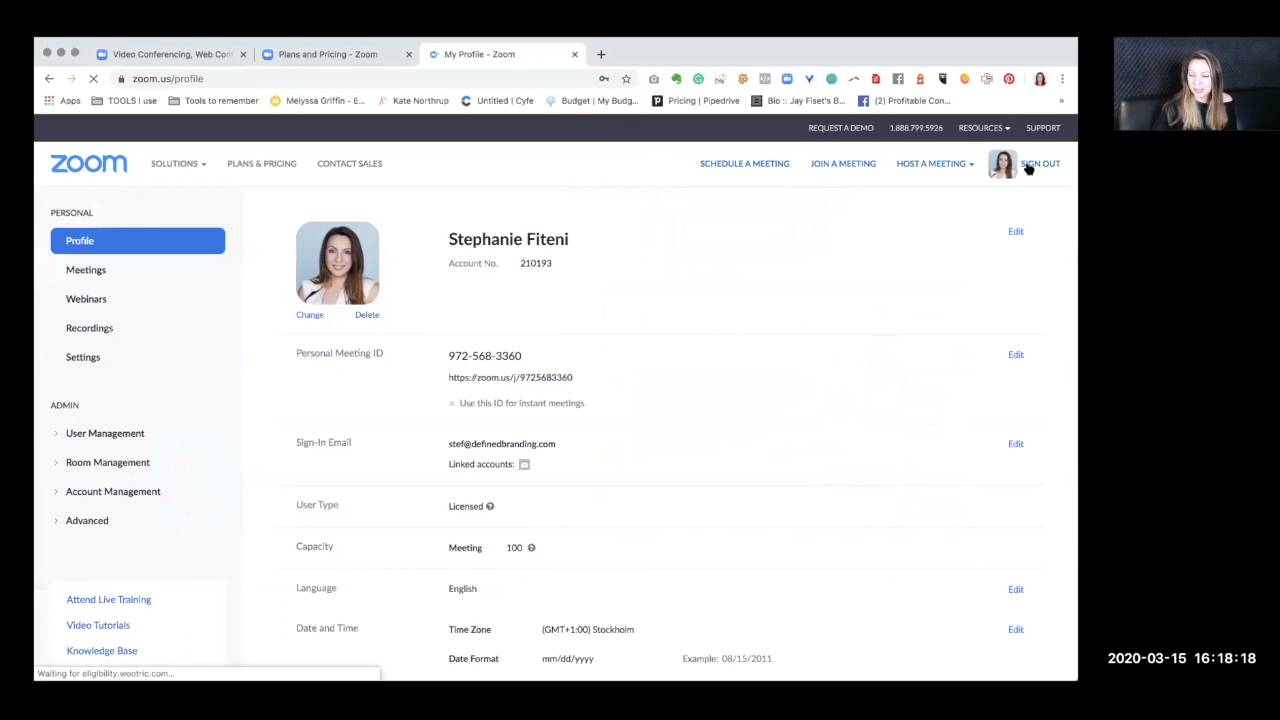 Video Conferencing, Web Con
Plans and Pricing - Zoom
My Profile - Zoom
zoom.us/profile
Apps TOOLS I use Tools to remember Melyssa Griffin - E... Kate Northrup Untitled | Cyfe Budget | My Budg... Pricing | Pipedrive Bio :: Jay Fiset's B... (2) Profitable Con... »
REQUEST A DEMO 1.888.799.5926 RESOURCES SUPPORT
zoom SOLUTIONS PLANS & PRICING CONTACT SALES SCHEDULE A MEETING JOIN A MEETING HOST A MEETING SIGN OUT
PERSONAL
Profile
Meetings
Webinars
Recordings
Settings
ADMIN
User Management
Room Management
Account Management
Advanced
Attend Live Training
Video Tutorials
Knowledge Base
Stephanie Fiteni Edit
Account No. 210193
Change Delete
Personal Meeting ID 972-568-3360 Edit
https://zoom.us/j/9725683360
× Use this ID for instant meetings
Sign-In Email stef@definedbranding.com Edit
Linked accounts:
User Type Licensed
Capacity Meeting 100
Language English Edit
Date and Time Time Zone (GMT+1:00) Stockholm Edit
Date Format mm/dd/yyyy Example: 08/15/2011
Waiting for eligibility.wootric.com...
2020-03-15 16:18:18